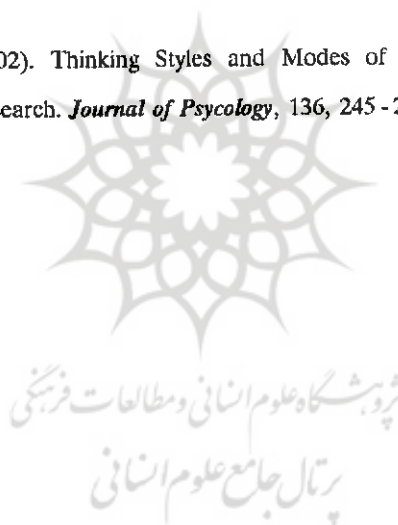 02). Thinking Styles and Modes of
earch. Journal of Psycology, 136, 245 - 2
پژوهشگاه علوم انسانی و مطالعات فرهنگی
پرتال جامع علوم انسانی